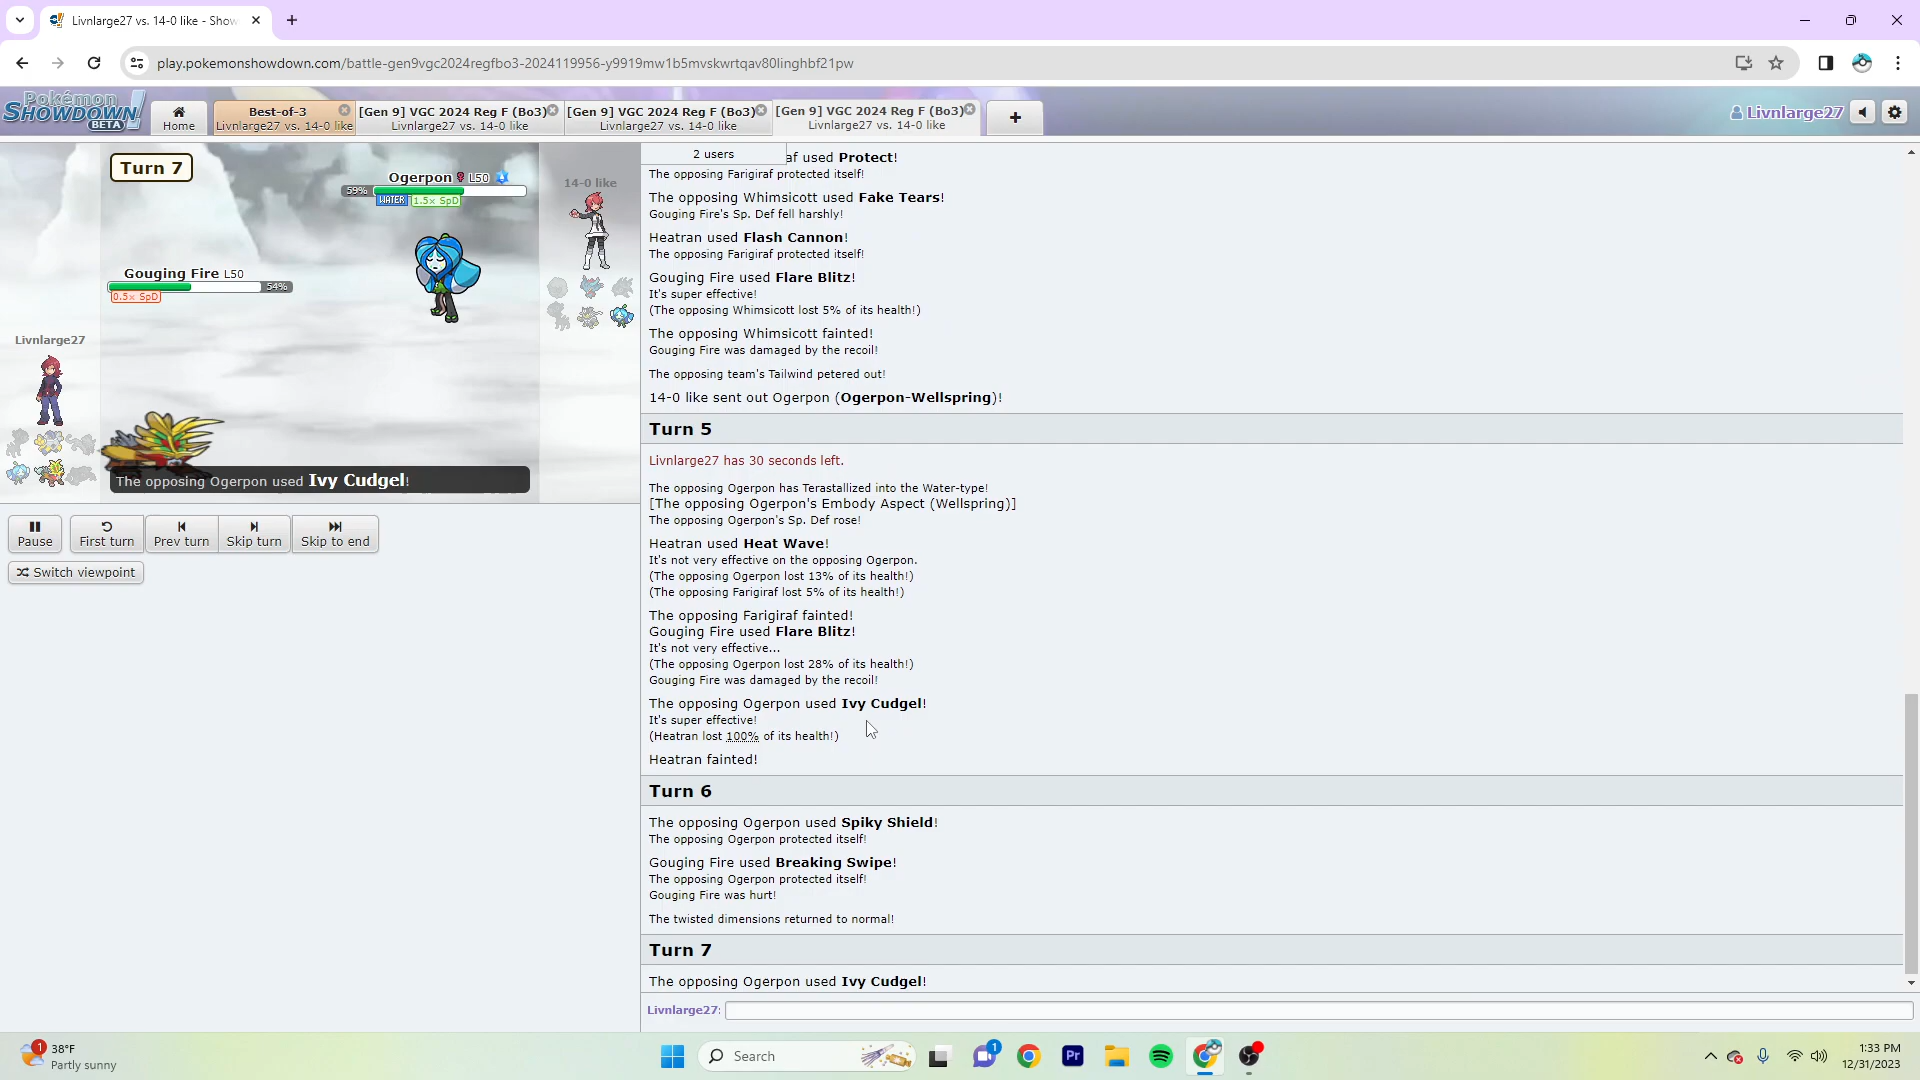 Livnlarge27 vs. 14-0 like - Show
play.pokemonshowdown.com/battle-gen9vgc2024regfbo3-2024119956-y9919mw1b5mvskwrtqav80linghbf21pw
Pokémon
SHOWDOWN!
BETA
Home
Best-of-3
Livnlarge27 vs. 14-0 like
[Gen 9] VGC 2024 Reg F (Bo3)
Livnlarge27 vs. 14-0 like
[Gen 9] VGC 2024 Reg F (Bo3)
Livnlarge27 vs. 14-0 like
[Gen 9] VGC 2024 Reg F (Bo3)
Livnlarge27 vs. 14-0 like
Livnlarge27
Turn 7
Ogerpon L50
59%
WATER 1.5× SpD
14-0 like
Gouging Fire L50
54%
0.5× SpD
Livnlarge27
The opposing Ogerpon used Ivy Cudgel!
Pause
First turn
Prev turn
Skip turn
Skip to end
Switch viewpoint
2 users
af used Protect!
The opposing Farigiraf protected itself!
The opposing Whimsicott used Fake Tears!
Gouging Fire's Sp. Def fell harshly!
Heatran used Flash Cannon!
The opposing Farigiraf protected itself!
Gouging Fire used Flare Blitz!
It's super effective!
(The opposing Whimsicott lost 5% of its health!)
The opposing Whimsicott fainted!
Gouging Fire was damaged by the recoil!
The opposing team's Tailwind petered out!
14-0 like sent out Ogerpon (Ogerpon-Wellspring)!
Turn 5
Livnlarge27 has 30 seconds left.
The opposing Ogerpon has Terastallized into the Water-type!
[The opposing Ogerpon's Embody Aspect (Wellspring)]
The opposing Ogerpon's Sp. Def rose!
Heatran used Heat Wave!
It's not very effective on the opposing Ogerpon.
(The opposing Ogerpon lost 13% of its health!)
(The opposing Farigiraf lost 5% of its health!)
The opposing Farigiraf fainted!
Gouging Fire used Flare Blitz!
It's not very effective...
(The opposing Ogerpon lost 28% of its health!)
Gouging Fire was damaged by the recoil!
The opposing Ogerpon used Ivy Cudgel!
It's super effective!
(Heatran lost 100% of its health!)
Heatran fainted!
Turn 6
The opposing Ogerpon used Spiky Shield!
The opposing Ogerpon protected itself!
Gouging Fire used Breaking Swipe!
The opposing Ogerpon protected itself!
Gouging Fire was hurt!
The twisted dimensions returned to normal!
Turn 7
The opposing Ogerpon used Ivy Cudgel!
Livnlarge27:
1
38°F
Partly sunny
Search
1
Pr
1:33 PM
12/31/2023